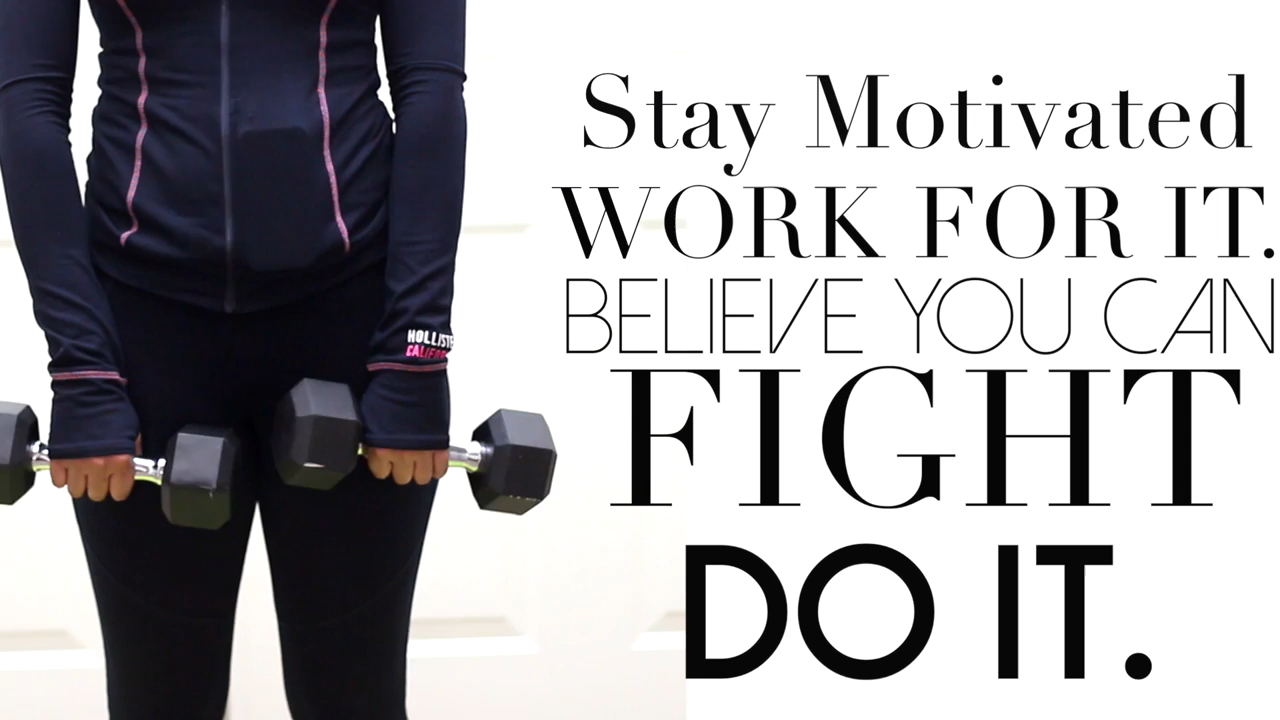 Stay Motivated
WORK FOR IT.
BELIEVE YOU CAN
FIGHT
DO IT.